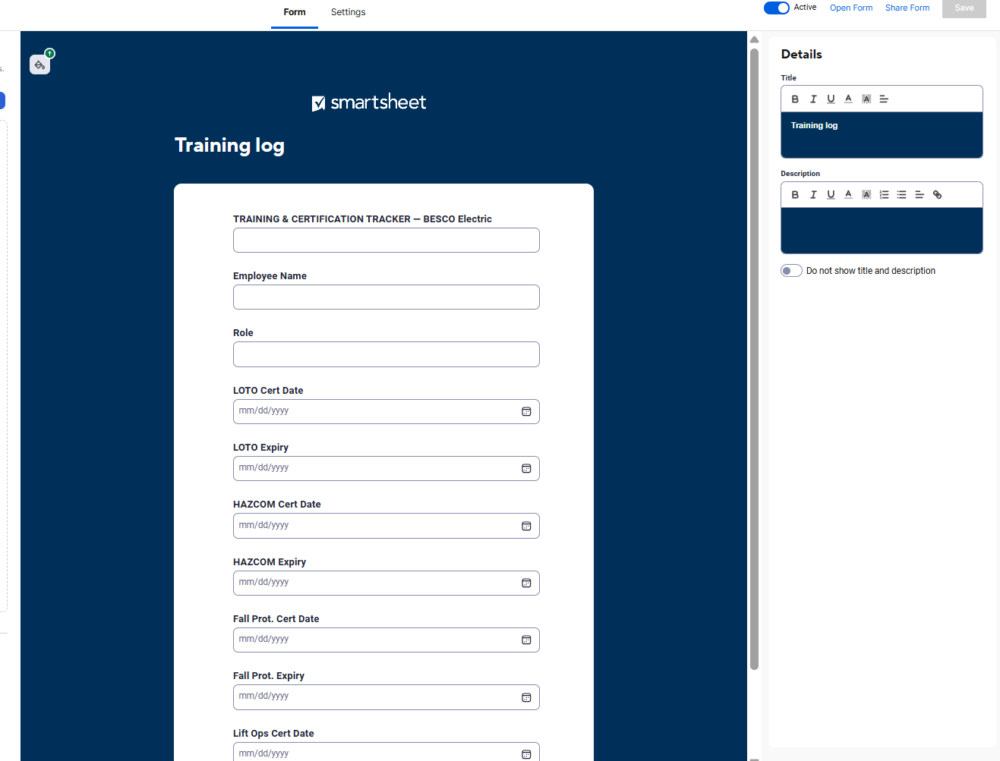 Form
Settings
Active
Open Form
Share Form
Save
s.
smartsheet
Training log
TRAINING & CERTIFICATION TRACKER — BESCO Electric
Employee Name
Role
LOTO Cert Date
mm/dd/yyyy
LOTO Expiry
mm/dd/yyyy
HAZCOM Cert Date
mm/dd/yyyy
HAZCOM Expiry
mm/dd/yyyy
Fall Prot. Cert Date
mm/dd/yyyy
Fall Prot. Expiry
mm/dd/yyyy
Lift Ops Cert Date
mm/dd/yyyy
Details
Title
B I U A A
Training log
Description
B I U A A
Do not show title and description